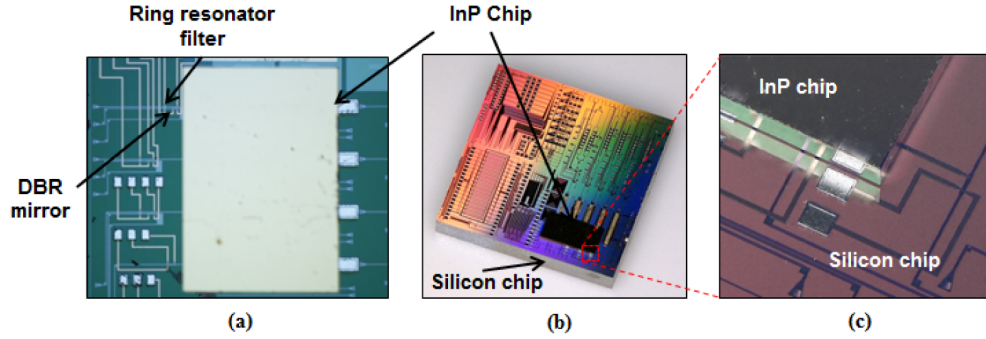 Ring resonator
filter
InP Chip
DBR
mirror
InP chip
Silicon chip
Silicon chip
(a)
(b)
(c)